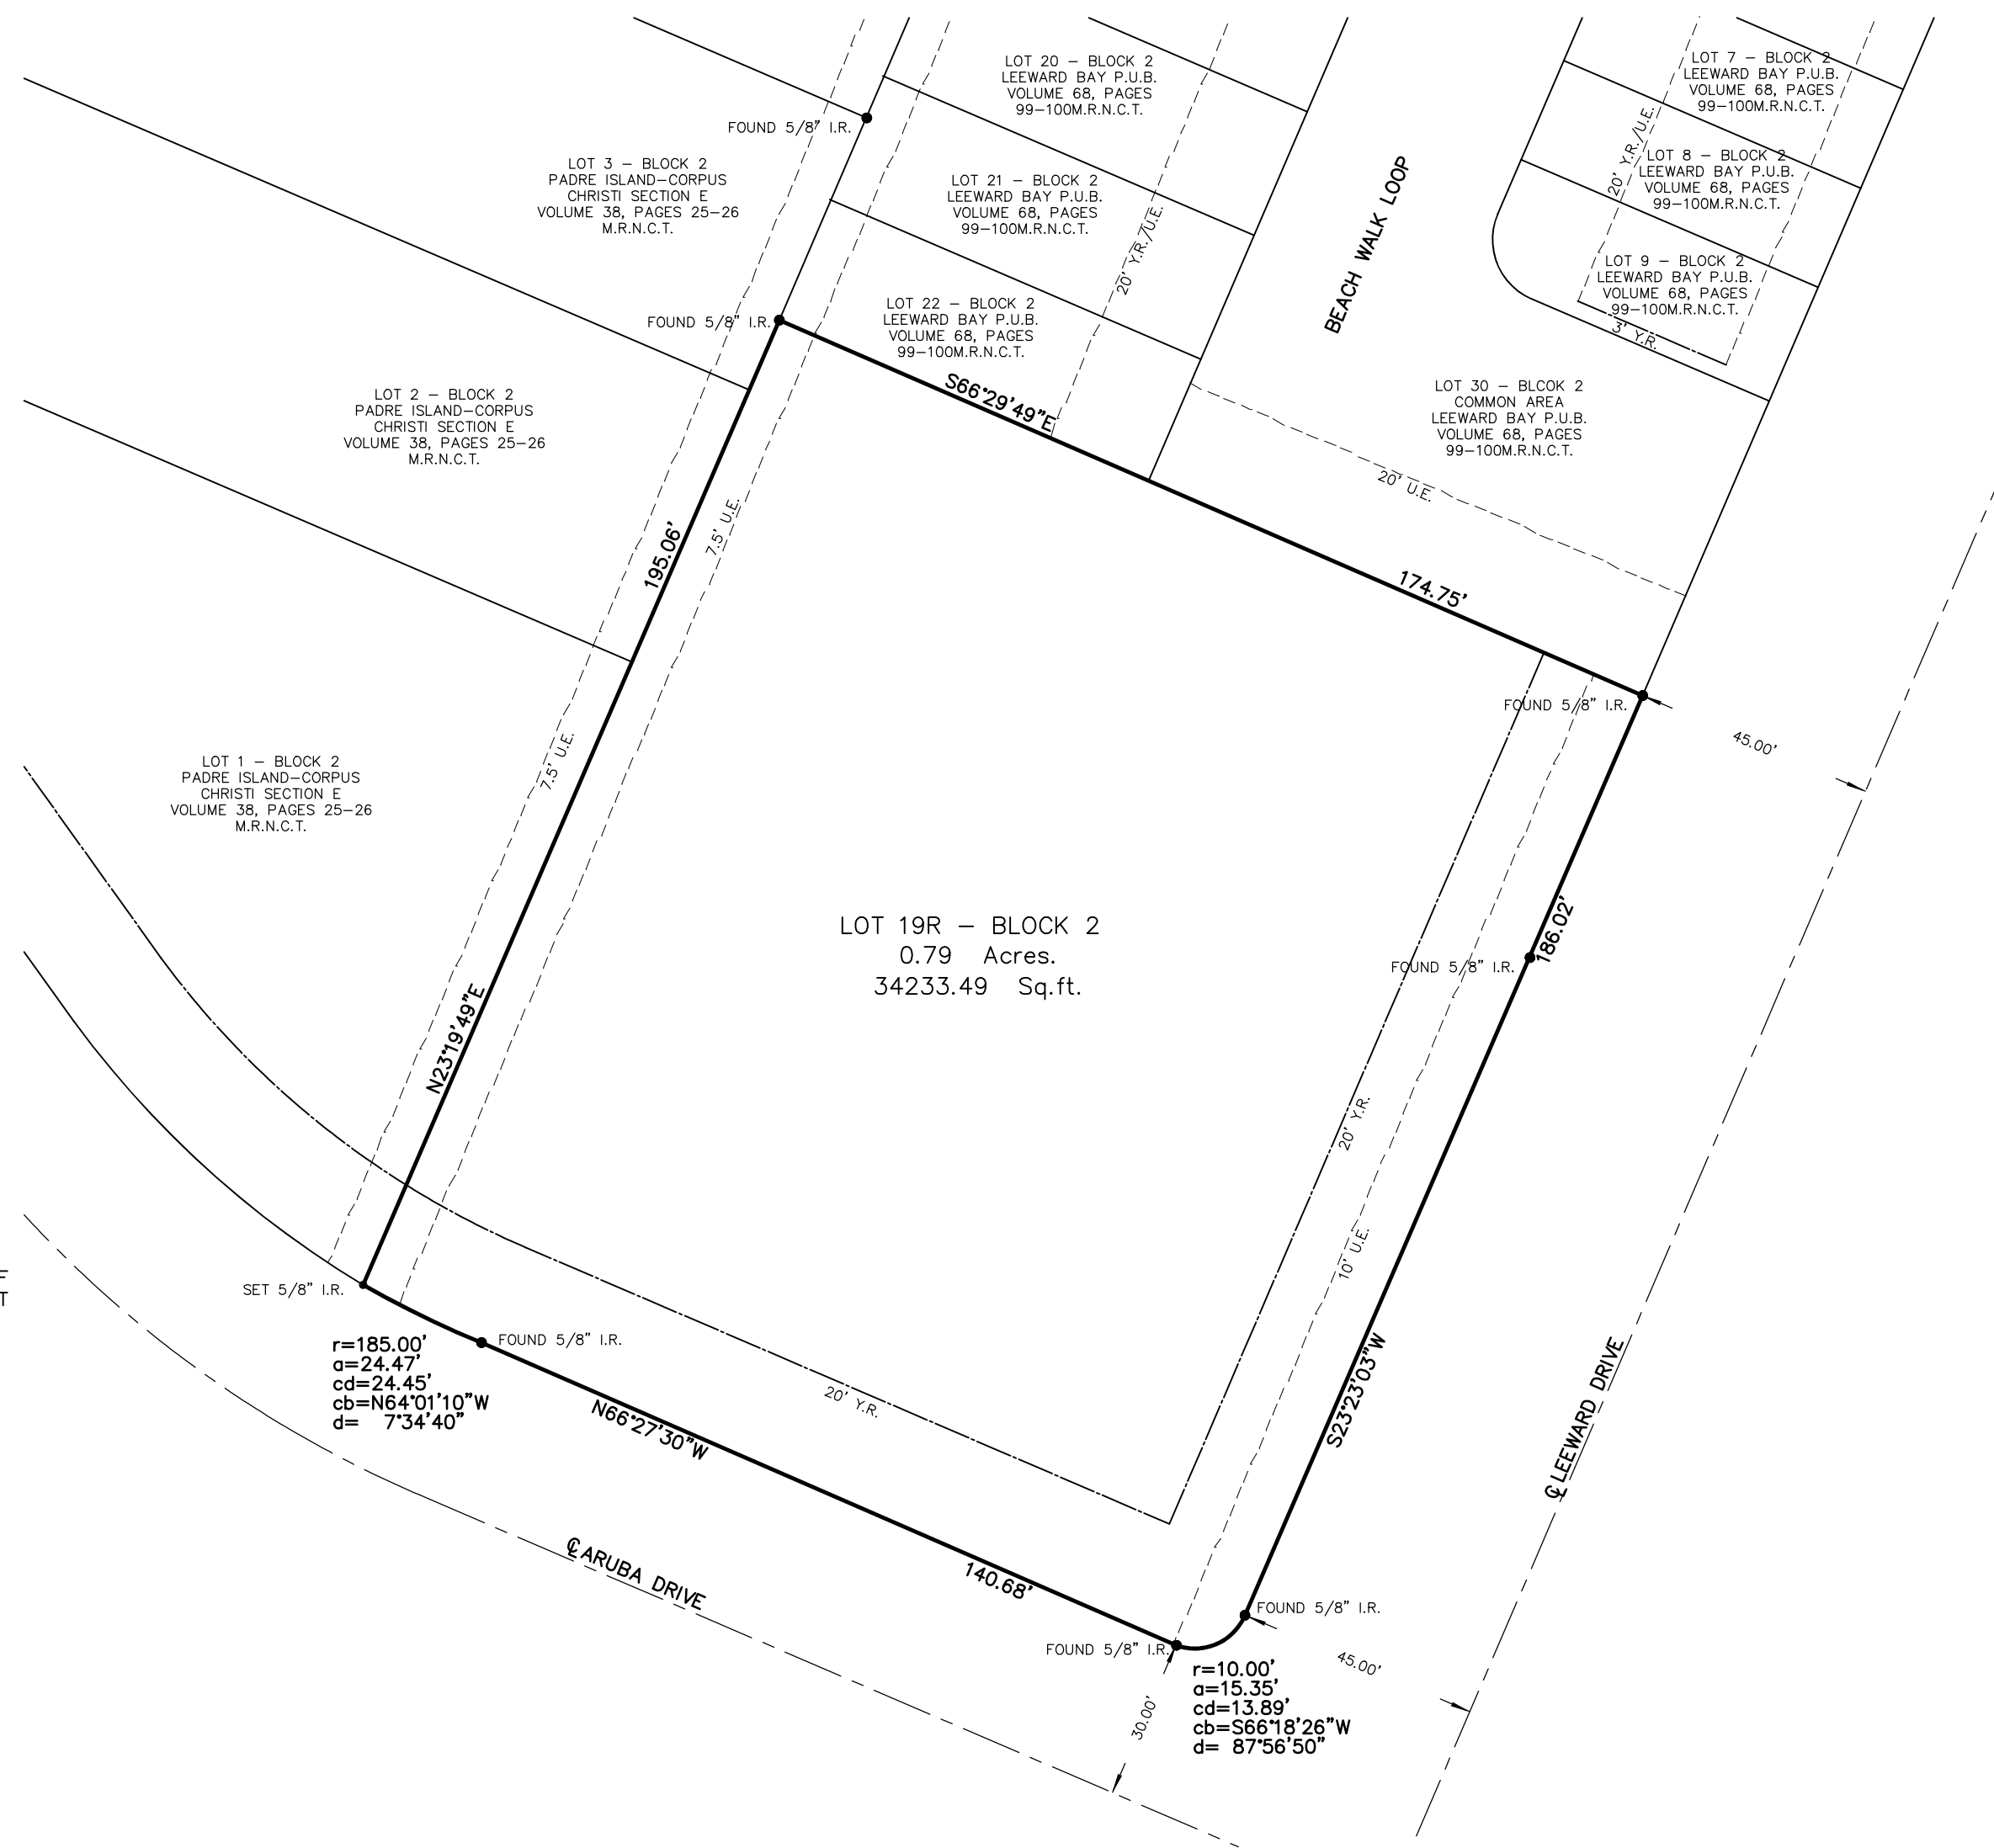 LOT 20 – BLOCK 2
LEEWARD BAY P.U.B.
VOLUME 68, PAGES
99–100M.R.N.C.T.
LOT 7 – BLOCK 2
LEEWARD BAY P.U.B.
VOLUME 68, PAGES
99–100M.R.N.C.T.
FOUND 5/8" I.R.
LOT 3 – BLOCK 2
PADRE ISLAND–CORPUS
CHRISTI SECTION E
VOLUME 38, PAGES 25–26
M.R.N.C.T.
LOT 21 – BLOCK 2
LEEWARD BAY P.U.B.
VOLUME 68, PAGES
99–100M.R.N.C.T.
20' Y.R./U.E.
BEACH WALK LOOP
20' Y.R./U.E.
LOT 8 – BLOCK 2
LEEWARD BAY P.U.B.
VOLUME 68, PAGES
99–100M.R.N.C.T.
LOT 9 – BLOCK 2
LEEWARD BAY P.U.B.
VOLUME 68, PAGES
99–100M.R.N.C.T.
3' Y.R.
FOUND 5/8" I.R.
LOT 22 – BLOCK 2
LEEWARD BAY P.U.B.
VOLUME 68, PAGES
99–100M.R.N.C.T.
S66°29'49"E
LOT 2 – BLOCK 2
PADRE ISLAND–CORPUS
CHRISTI SECTION E
VOLUME 38, PAGES 25–26
M.R.N.C.T.
LOT 30 – BLCOK 2
COMMON AREA
LEEWARD BAY P.U.B.
VOLUME 68, PAGES
99–100M.R.N.C.T.
20' U.E.
195.06'
7.5' U.E.
174.75'
FOUND 5/8" I.R.
45.00'
7.5' U.E.
LOT 1 – BLOCK 2
PADRE ISLAND–CORPUS
CHRISTI SECTION E
VOLUME 38, PAGES 25–26
M.R.N.C.T.
LOT 19R – BLOCK 2
0.79 Acres.
34233.49 Sq.ft.
186.02'
FOUND 5/8" I.R.
N23°19'49"E
20' Y.R.
10' U.E.
SET 5/8" I.R.
FOUND 5/8" I.R.
r=185.00'
a=24.47'
cd=24.45'
cb=N64°01'10"W
d= 7°34'40"
20' Y.R.
N66°27'30"W
S23°23'03"W
℄ LEEWARD DRIVE
℄ ARUBA DRIVE
140.68'
FOUND 5/8" I.R.
FOUND 5/8" I.R.
45.00'
r=10.00'
a=15.35'
cd=13.89'
cb=S66°18'26"W
d= 87°56'50"
30.00'